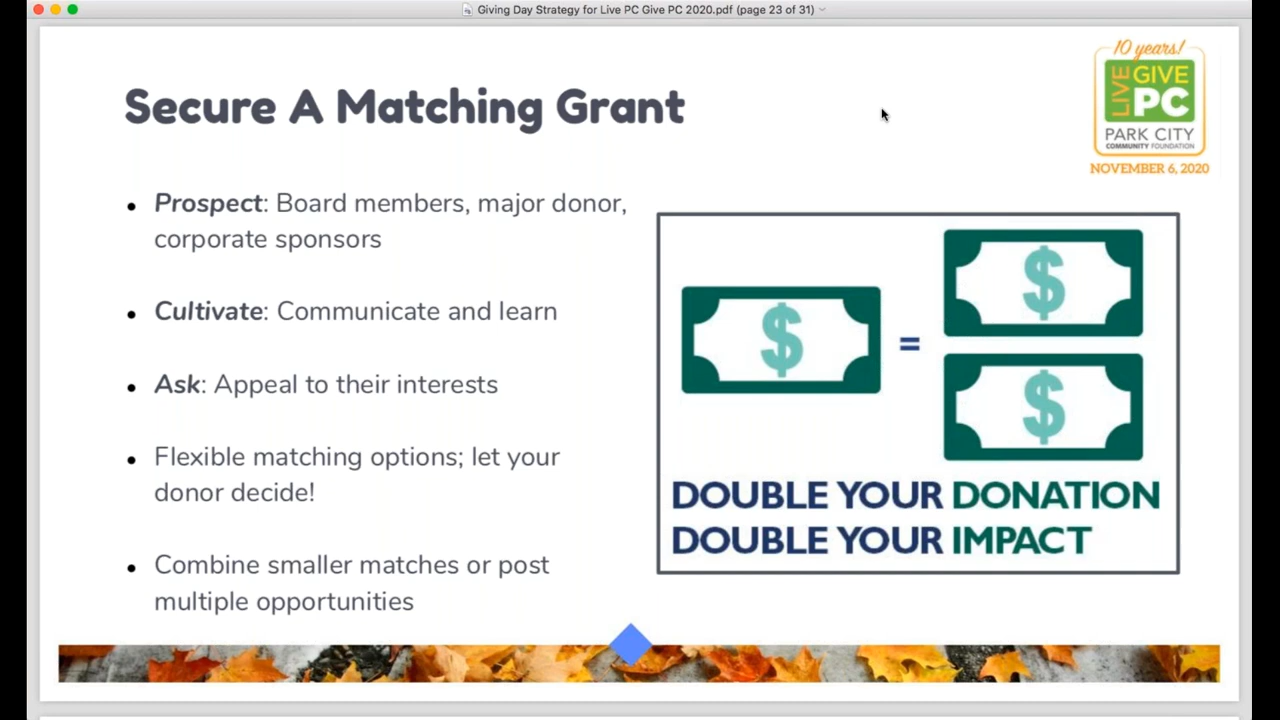 Giving Day Strategy for Live PC Give PC 2020.pdf (page 23 of 31)
10 years!
LIVE GIVE
PC
PARK CITY
COMMUNITY FOUNDATION
NOVEMBER 6, 2020
Secure A Matching Grant
• Prospect: Board members, major donor,
corporate sponsors
• Cultivate: Communicate and learn
• Ask: Appeal to their interests
• Flexible matching options; let your
donor decide!
• Combine smaller matches or post
multiple opportunities
$ = $
$
DOUBLE YOUR DONATION
DOUBLE YOUR IMPACT